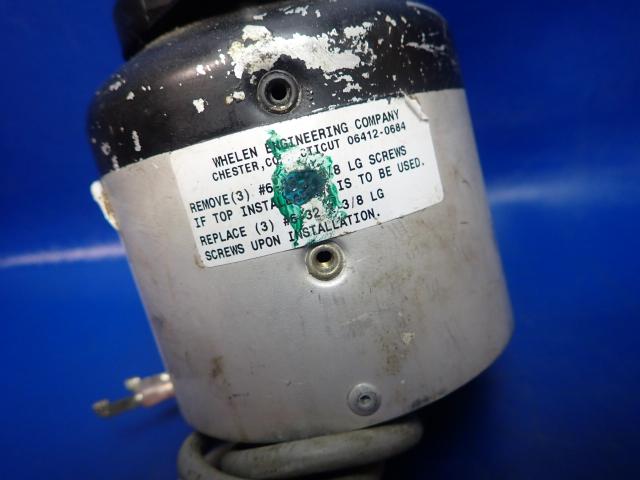 WHELEN ENGINEERING COMPANY
CHESTER, CO CTICUT 06412-0684
REMOVE (3) #6 /8 LG SCREWS
IF TOP INSTAL IS TO BE USED.
REPLACE (3) #6-32 3/8 LG
SCREWS UPON INSTALLATION.